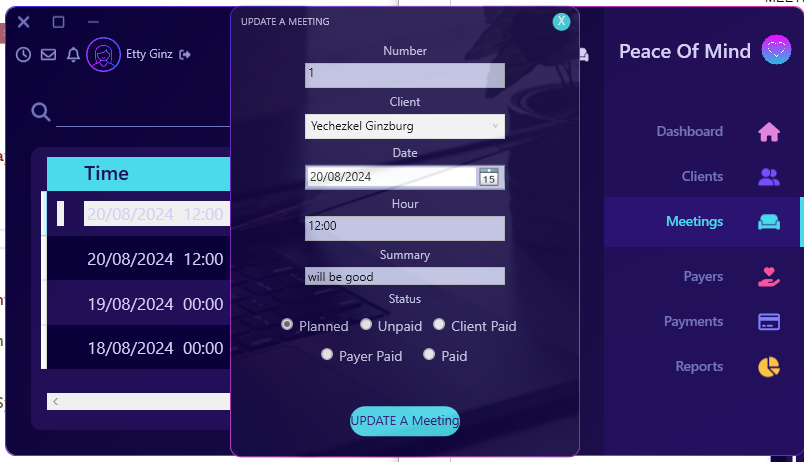 UPDATE A MEETING
X
Etty Ginz
Peace Of Mind
Number
1
Client
Yechezkel Ginzburg
Date
20/08/2024
15
Hour
12:00
Summary
will be good
Status
Planned
Unpaid
Client Paid
Payer Paid
Paid
UPDATE A Meeting
Time
20/08/2024 12:00
20/08/2024 12:00
19/08/2024 00:00
18/08/2024 00:00
Dashboard
Clients
Meetings
Payers
Payments
Reports